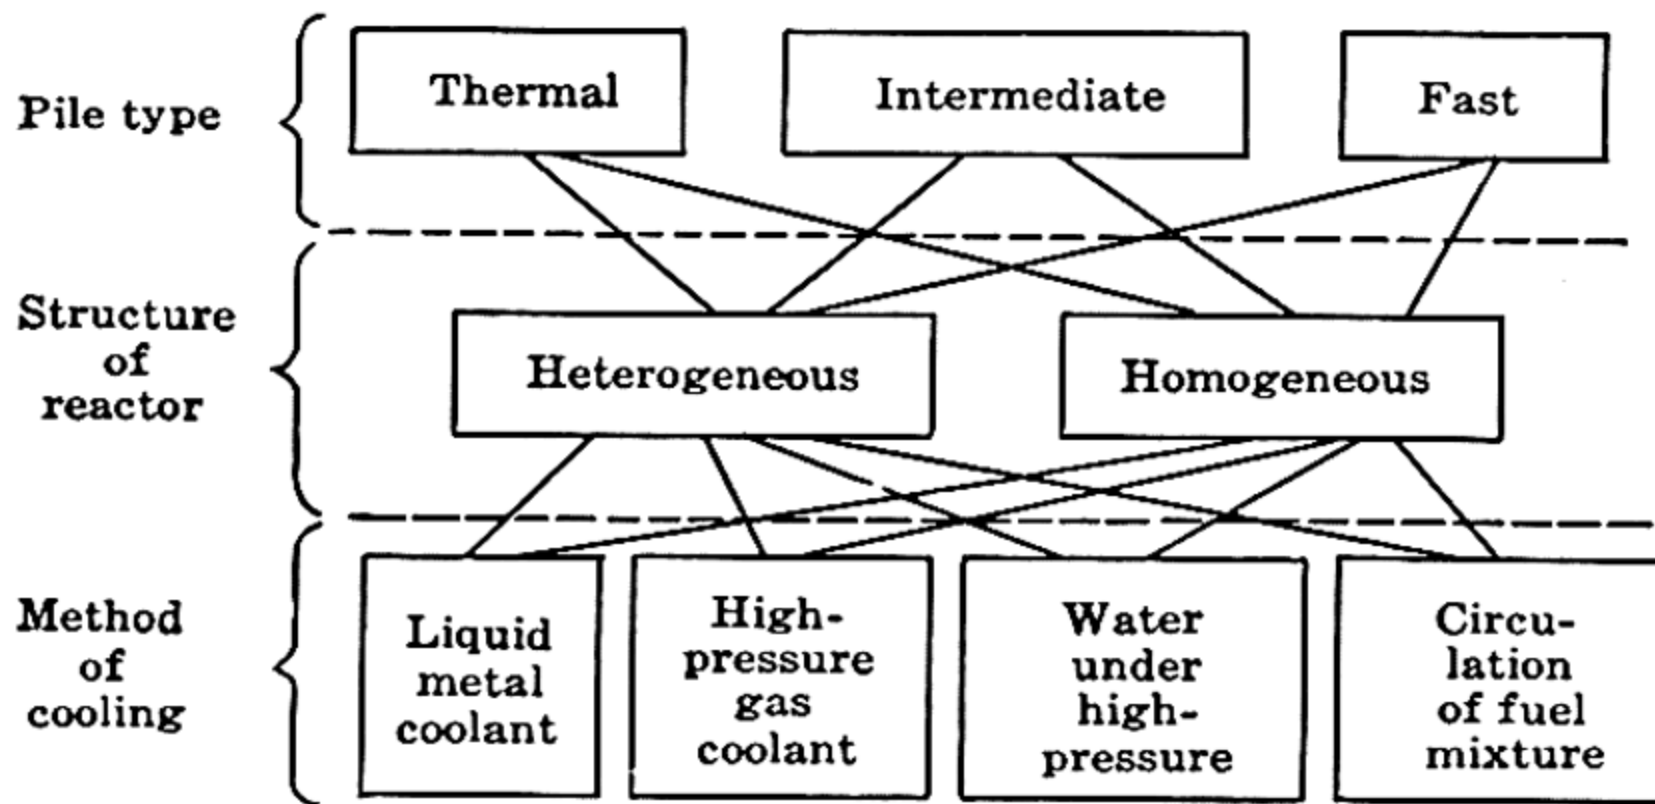 Pile type
Thermal
Intermediate
Fast
Structure
of
reactor
Heterogeneous
Homogeneous
Method
of
cooling
Liquid
metal
coolant
High-
pressure
gas
coolant
Water
under
high-
pressure
Circu-
lation
of fuel
mixture